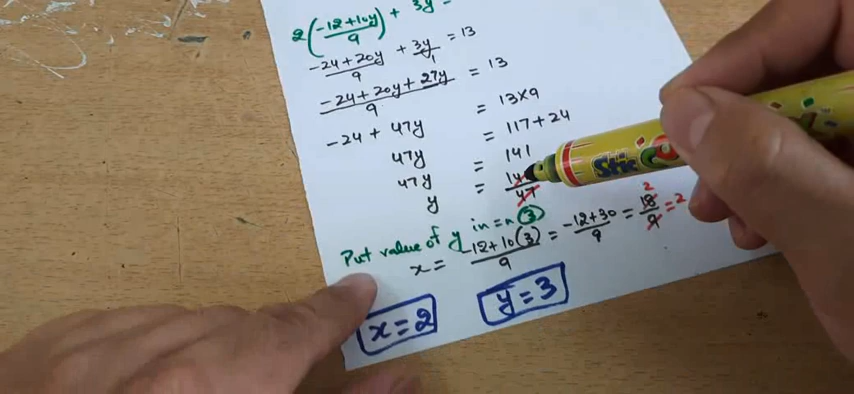 2(-12+10y/9) + 3y =
-24+20y/9 + 3y/1 = 13
-24+20y+27y/9 = 13
-24 + 47y = 13×9
47y = 117+24
47y = 141
y = 141/47
Put value of y in =n (3)
x = -12+10(3)/9 = -12+30/9 = 18/9 = 2
2
x=2 y=3